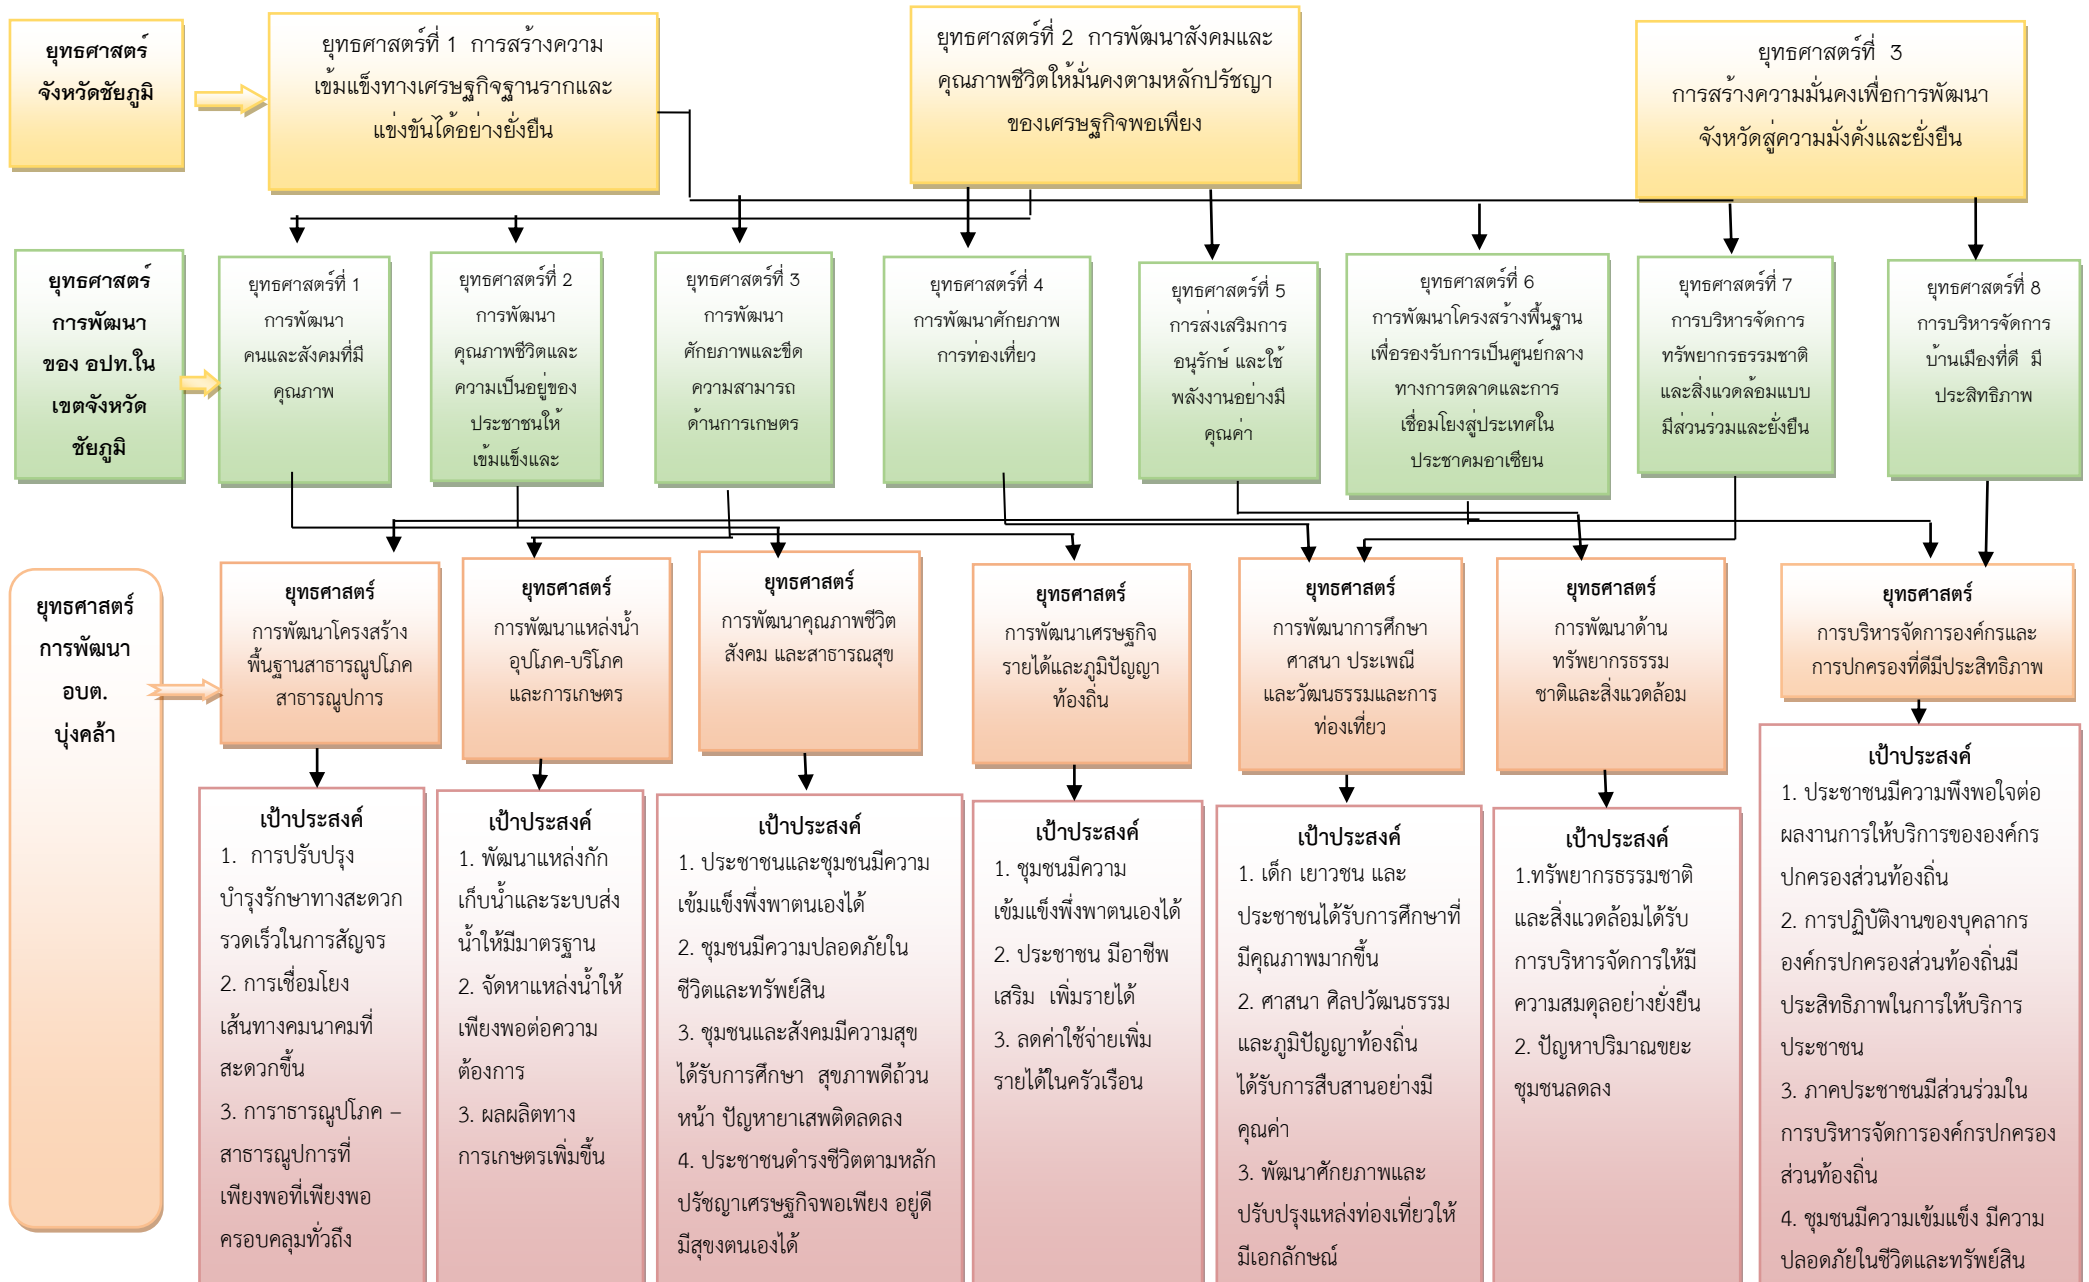 ยุทธศาสตร์
จังหวัดชัยภูมิ
ยุทธศาสตร์ที่ 1  การสร้างความ
เข้มแข็งทางเศรษฐกิจฐานรากและ
แข่งขันได้อย่างยั่งยืน
ยุทธศาสตร์ที่ 2  การพัฒนาสังคมและ
คุณภาพชีวิตให้มั่นคงตามหลักปรัชญา
ของเศรษฐกิจพอเพียง
ยุทธศาสตร์ที่  3
การสร้างความมั่นคงเพื่อการพัฒนา
จังหวัดสู่ความมั่งคั่งและยั่งยืน
ยุทธศาสตร์
การพัฒนา
ของ อปท.ใน
เขตจังหวัด
ชัยภูมิ
ยุทธศาสตร์ที่ 1
การพัฒนา
คนและสังคมที่มี
คุณภาพ
ยุทธศาสตร์ที่ 2
การพัฒนา
คุณภาพชีวิตและ
ความเป็นอยู่ของ
ประชาชนให้
เข้มแข็งและ
ยุทธศาสตร์ที่ 3
การพัฒนา
ศักยภาพและขีด
ความสามารถ
ด้านการเกษตร
ยุทธศาสตร์ที่ 4
การพัฒนาศักยภาพ
การท่องเที่ยว
ยุทธศาสตร์ที่ 5
การส่งเสริมการ
อนุรักษ์ และใช้
พลังงานอย่างมี
คุณค่า
ยุทธศาสตร์ที่ 6
การพัฒนาโครงสร้างพื้นฐาน
เพื่อรองรับการเป็นศูนย์กลาง
ทางการตลาดและการ
เชื่อมโยงสู่ประเทศใน
ประชาคมอาเซียน
ยุทธศาสตร์ที่ 7
การบริหารจัดการ
ทรัพยากรธรรมชาติ
และสิ่งแวดล้อมแบบ
มีส่วนร่วมและยั่งยืน
ยุทธศาสตร์ที่ 8
การบริหารจัดการ
บ้านเมืองที่ดี  มี
ประสิทธิภาพ
ยุทธศาสตร์
การพัฒนา
อบต.
บุ่งคล้า
ยุทธศาสตร์
การพัฒนาโครงสร้าง
พื้นฐานสาธารณูปโภค
สาธารณูปการ
ยุทธศาสตร์
การพัฒนาแหล่งน้ำ
อุปโภค-บริโภค
และการเกษตร
ยุทธศาสตร์
การพัฒนาคุณภาพชีวิต
สังคม และสาธารณสุข
ยุทธศาสตร์
การพัฒนาเศรษฐกิจ
รายได้และภูมิปัญญา
ท้องถิ่น
ยุทธศาสตร์
การพัฒนาการศึกษา
ศาสนา ประเพณี
และวัฒนธรรมและการ
ท่องเที่ยว
ยุทธศาสตร์
การพัฒนาด้าน
ทรัพยากรธรรม
ชาติและสิ่งแวดล้อม
ยุทธศาสตร์
การบริหารจัดการองค์กรและ
การปกครองที่ดีมีประสิทธิภาพ
เป้าประสงค์
1.  การปรับปรุง
บำรุงรักษาทางสะดวก
รวดเร็วในการสัญจร
2. การเชื่อมโยง
เส้นทางคมนาคมที่
สะดวกขึ้น
3. การาธารณูปโภค –
สาธารณูปการที่
เพียงพอที่เพียงพอ
ครอบคลุมทั่วถึง
เป้าประสงค์
1. พัฒนาแหล่งกัก
เก็บน้ำและระบบส่ง
น้ำให้มีมาตรฐาน
2. จัดหาแหล่งน้ำให้
เพียงพอต่อความ
ต้องการ
3. ผลผลิตทาง
การเกษตรเพิ่มขึ้น
เป้าประสงค์
1. ประชาชนและชุมชนมีความ
เข้มแข็งพึ่งพาตนเองได้
2. ชุมชนมีความปลอดภัยใน
ชีวิตและทรัพย์สิน
3. ชุมชนและสังคมมีความสุข
ได้รับการศึกษา  สุขภาพดีถ้วน
หน้า ปัญหายาเสพติดลดลง
4. ประชาชนดำรงชีวิตตามหลัก
ปรัชญาเศรษฐกิจพอเพียง อยู่ดี
มีสุขงตนเองได้
เป้าประสงค์
1. ชุมชนมีความ
เข้มแข็งพึ่งพาตนเองได้
2. ประชาชน มีอาชีพ
เสริม  เพิ่มรายได้
3. ลดค่าใช้จ่ายเพิ่ม
รายได้ในครัวเรือน
เป้าประสงค์
1. เด็ก เยาวชน และ
ประชาชนได้รับการศึกษาที่
มีคุณภาพมากขึ้น
2. ศาสนา ศิลปวัฒนธรรม
และภูมิปัญญาท้องถิ่น
ได้รับการสืบสานอย่างมี
คุณค่า
3. พัฒนาศักยภาพและ
ปรับปรุงแหล่งท่องเที่ยวให้
มีเอกลักษณ์
เป้าประสงค์
1.ทรัพยากรธรรมชาติ
และสิ่งแวดล้อมได้รับ
การบริหารจัดการให้มี
ความสมดุลอย่างยั่งยืน
2. ปัญหาปริมาณขยะ
ชุมชนลดลง
เป้าประสงค์
1. ประชาชนมีความพึงพอใจต่อ
ผลงานการให้บริการขององค์กร
ปกครองส่วนท้องถิ่น
2. การปฏิบัติงานของบุคลากร
องค์กรปกครองส่วนท้องถิ่นมี
ประสิทธิภาพในการให้บริการ
ประชาชน
3. ภาคประชาชนมีส่วนร่วมใน
การบริหารจัดการองค์กรปกครอง
ส่วนท้องถิ่น
4. ชุมชนมีความเข้มแข็ง มีความ
ปลอดภัยในชีวิตและทรัพย์สิน